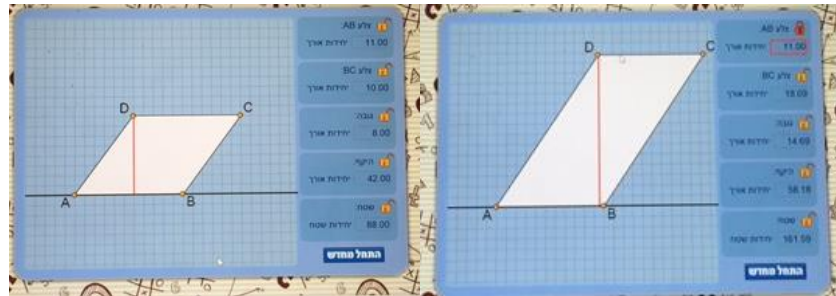 צלע AB:
11.00 יחידות אורך
צלע BC:
10.00 יחידות אורך
גובה:
8.00 יחידות אורך
היקף:
42.00 יחידות אורך
שטח:
88.00 יחידות שטח
התחל מחדש
D
C
A
B
צלע AB:
11.00 יחידות אורך
צלע BC:
18.09 יחידות אורך
גובה:
14.69 יחידות אורך
היקף:
58.18 יחידות אורך
שטח:
161.59 יחידות שטח
התחל מחדש
D
C
A
B